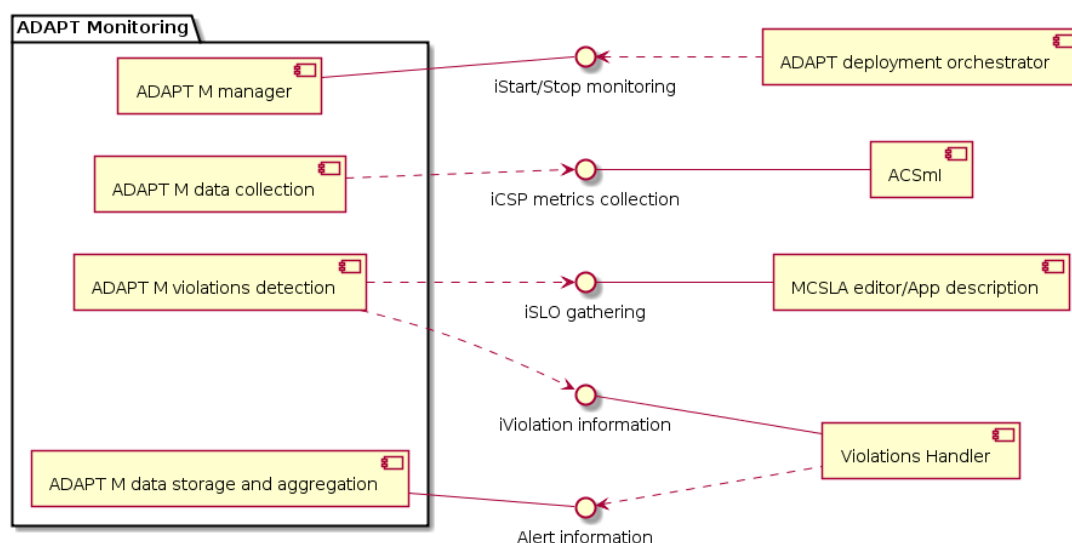 ADAPT Monitoring
ADAPT M manager
iStart/Stop monitoring
ADAPT deployment orchestrator
ADAPT M data collection
iCSP metrics collection
ACSmI
ADAPT M violations detection
iSLO gathering
MCSLA editor/App description
iViolation information
Violations Handler
ADAPT M data storage and aggregation
Alert information